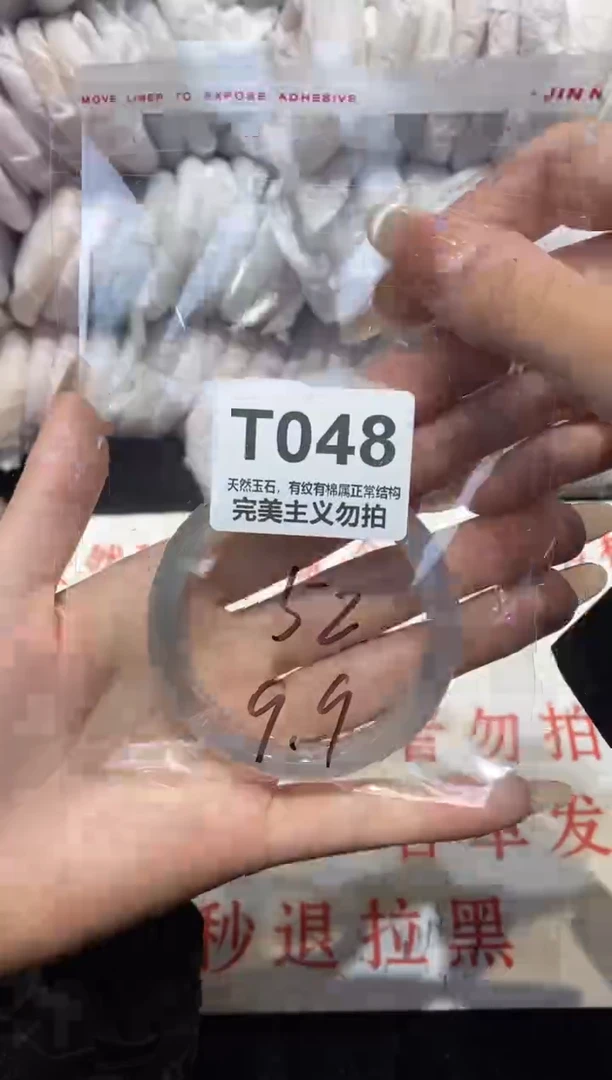 MOVE LINER TO EXPOSE ADHESIVE
JIN N
T048
天然玉石，有纹有棉属正常结构
完美主义勿拍
52
9.9
勿拍
发
秒退拉黑